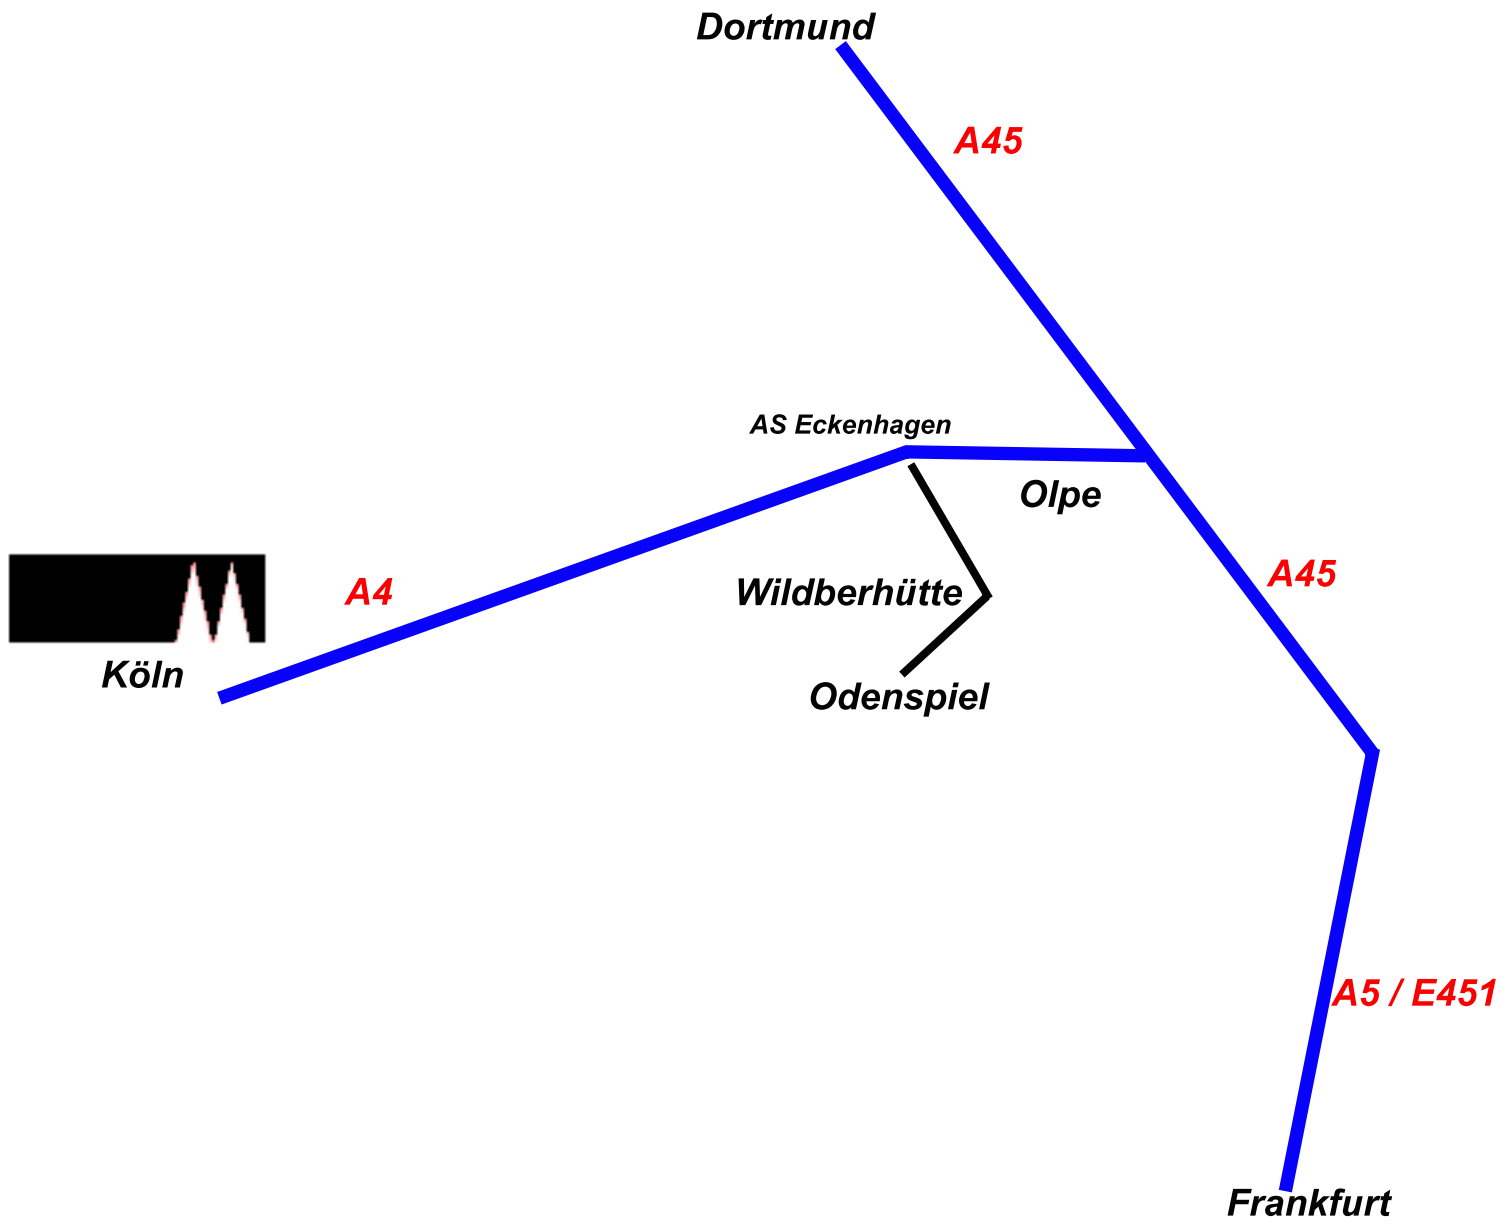 Dortmund
A45
AS Eckenhagen
Olpe
A45
A4
Wildberhütte
Köln
Odenspiel
A5 / E451
Frankfurt